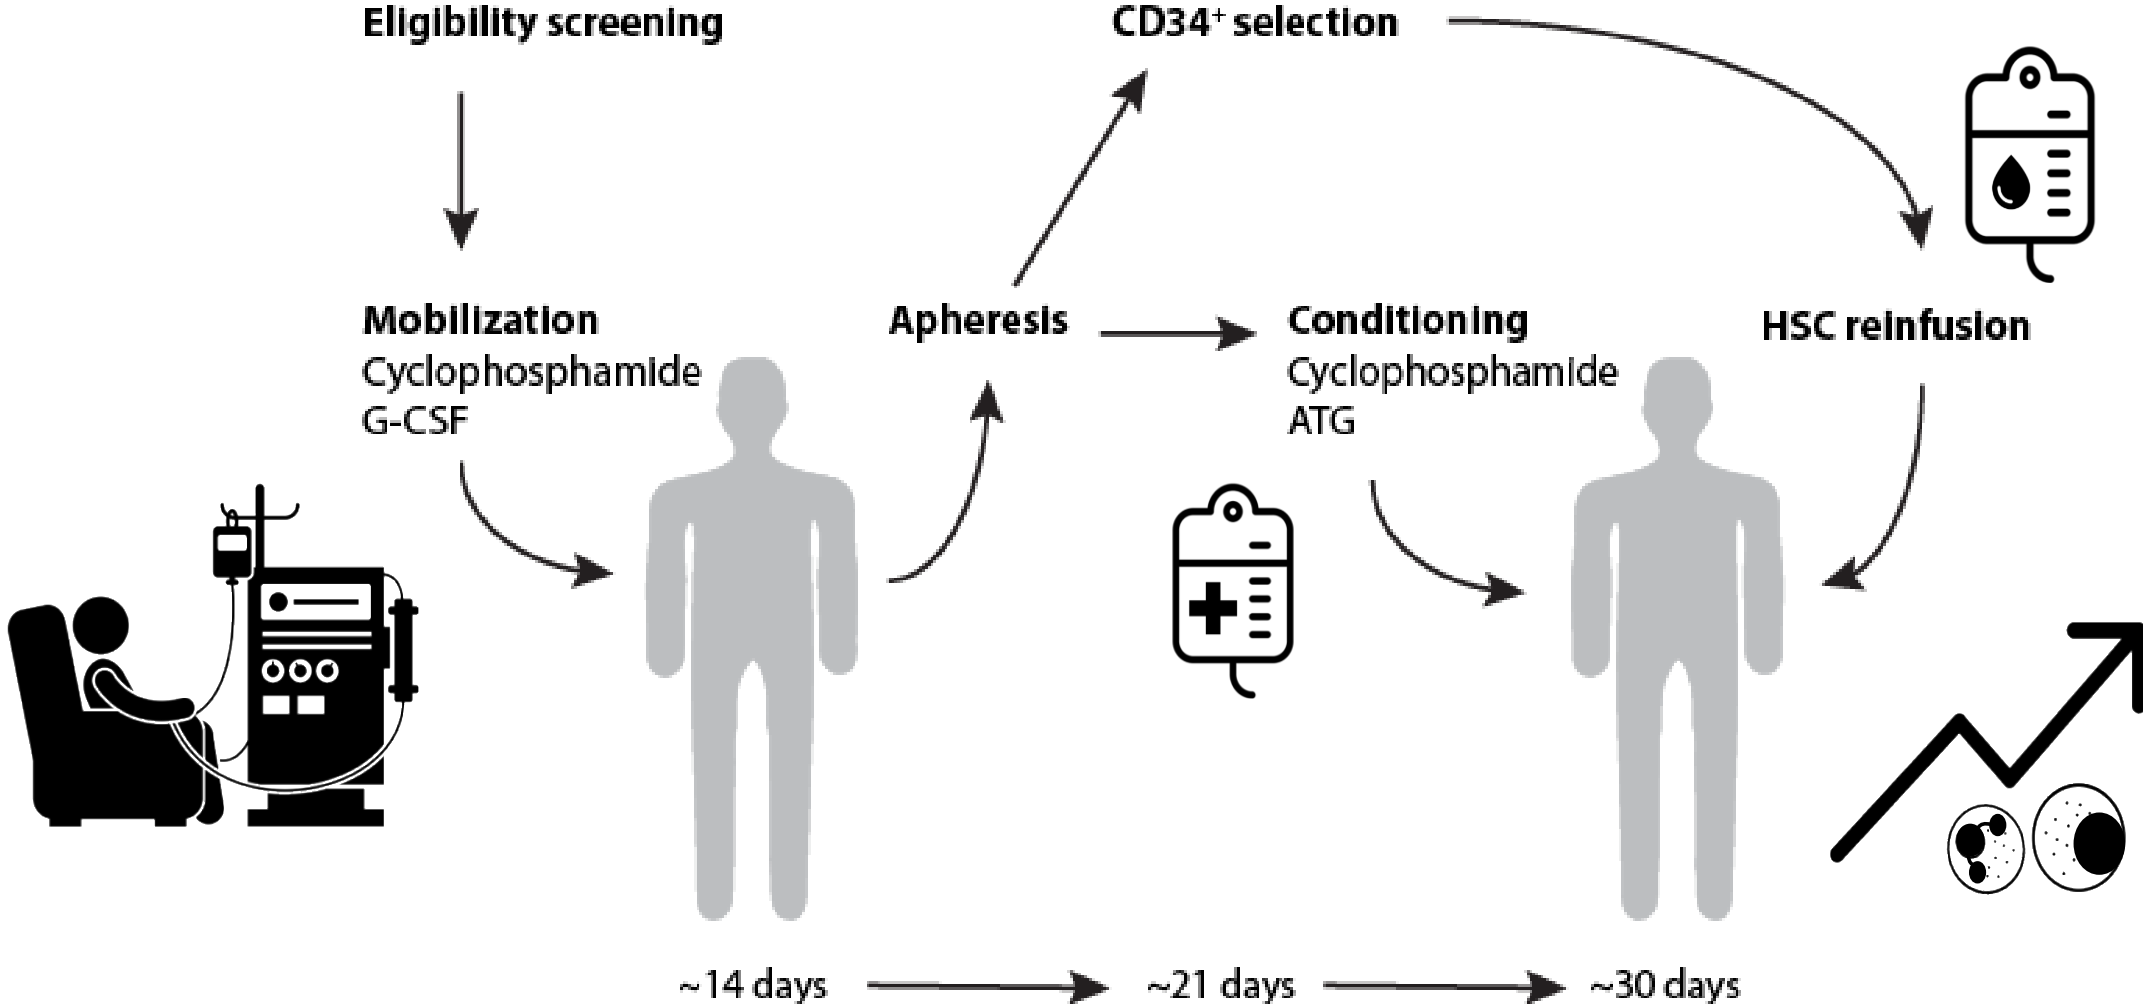 Eligibility screening
CD34⁺ selection
Mobilization
Cyclophosphamide
G-CSF
Apheresis
Conditioning
Cyclophosphamide
ATG
HSC reinfusion
~14 days
~21 days
~30 days